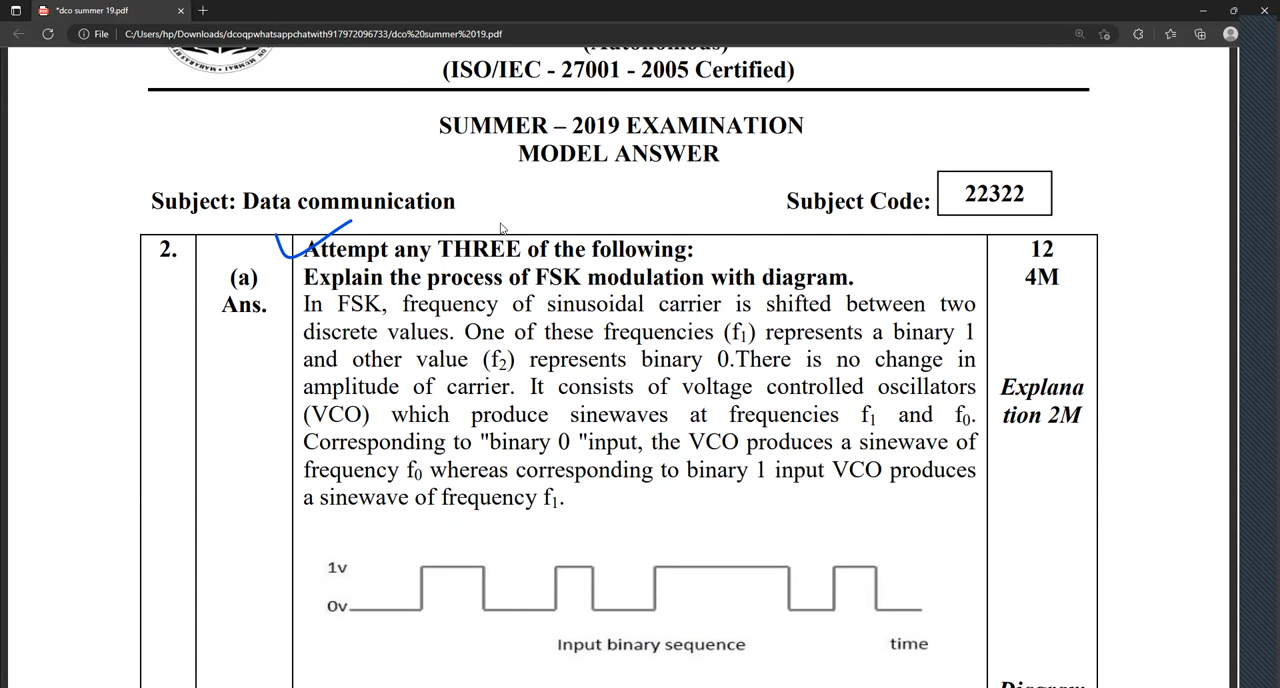 *dco summer 19.pdf
File C:/Users/hp/Downloads/dcoqpwhatsappchatwith917972096733/dco%20summer%2019.pdf
(Autonomous)
(ISO/IEC - 27001 - 2005 Certified)
SUMMER – 2019 EXAMINATION
MODEL ANSWER
Subject: Data communication Subject Code: 22322
2. Attempt any THREE of the following: 12
(a) Explain the process of FSK modulation with diagram. 4M
Ans. In FSK, frequency of sinusoidal carrier is shifted between two
discrete values. One of these frequencies (f₁) represents a binary 1
and other value (f₂) represents binary 0.There is no change in
amplitude of carrier. It consists of voltage controlled oscillators Explana
(VCO) which produce sinewaves at frequencies f₁ and f₀. tion 2M
Corresponding to "binary 0 "input, the VCO produces a sinewave of
frequency f₀ whereas corresponding to binary 1 input VCO produces
a sinewave of frequency f₁.
1v
0v
Input binary sequence time
Diagram